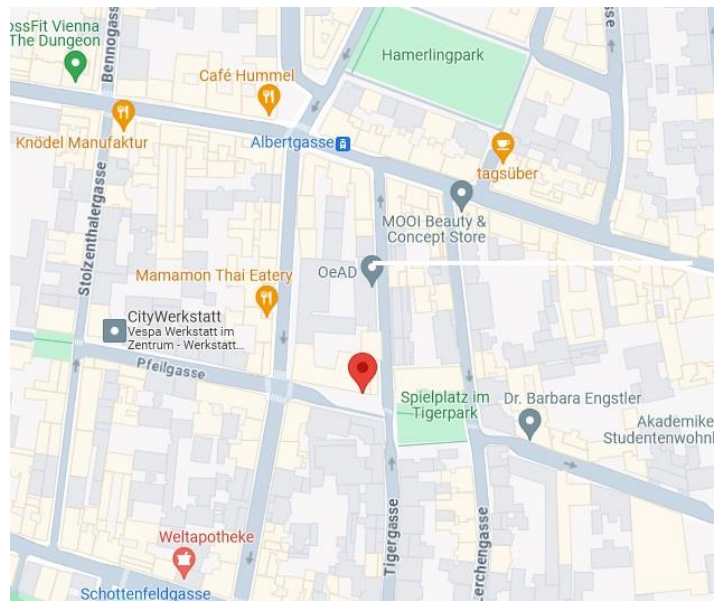 ossFit Vienna
The Dungeon
Bennogass
Café Hummel
Hamerlingpark
Knödel Manufaktur
Albertgasse
tagsüber
MOOI Beauty &
Concept Store
Stolzenthalergasse
OeAD
Mamamon Thai Eatery
CityWerkstatt
Vespa Werkstatt im
Zentrum - Werkstatt...
Pfeilgasse
Spielplatz im
Tigerpark
Dr. Barbara Engstler
Akademike
Studentenwohnh
Tigergasse
Lerchengasse
Weltapotheke
Schottenfeldgasse